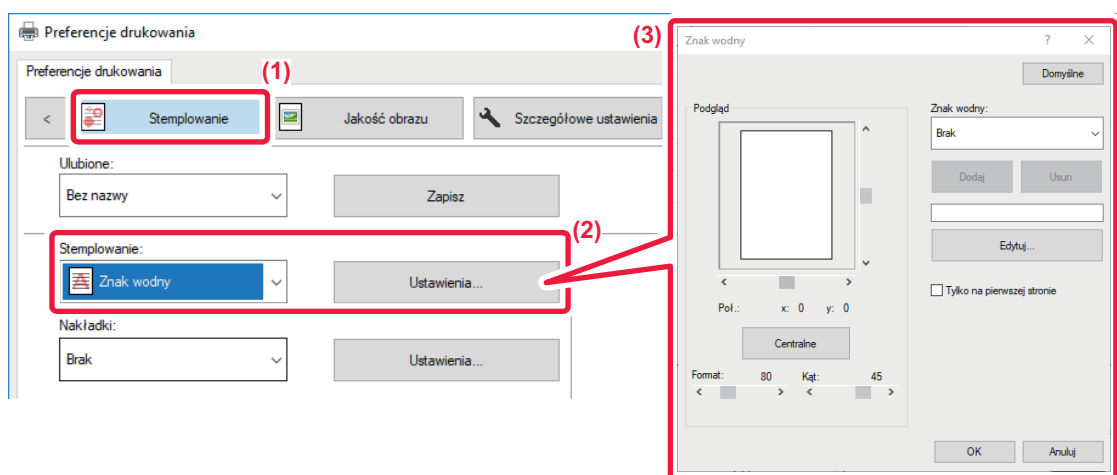 Preferencje drukowania
Preferencje drukowania
(1)
<
Stemplowanie
Jakość obrazu
Szczegółowe ustawienia
Ulubione:
Bez nazwy
Zapisz
(2)
Stemplowanie:
Znak wodny
Ustawienia...
Nakładki:
Brak
Ustawienia...
(3)
Znak wodny
?
Domyślne
Podgląd
Znak wodny:
Brak
Dodaj
Usun
Edytuj...
Tylko na pierwszej stronie
Poł.: x: 0 y: 0
Centralne
Format: 80 Kąt: 45
OK
Anuluj